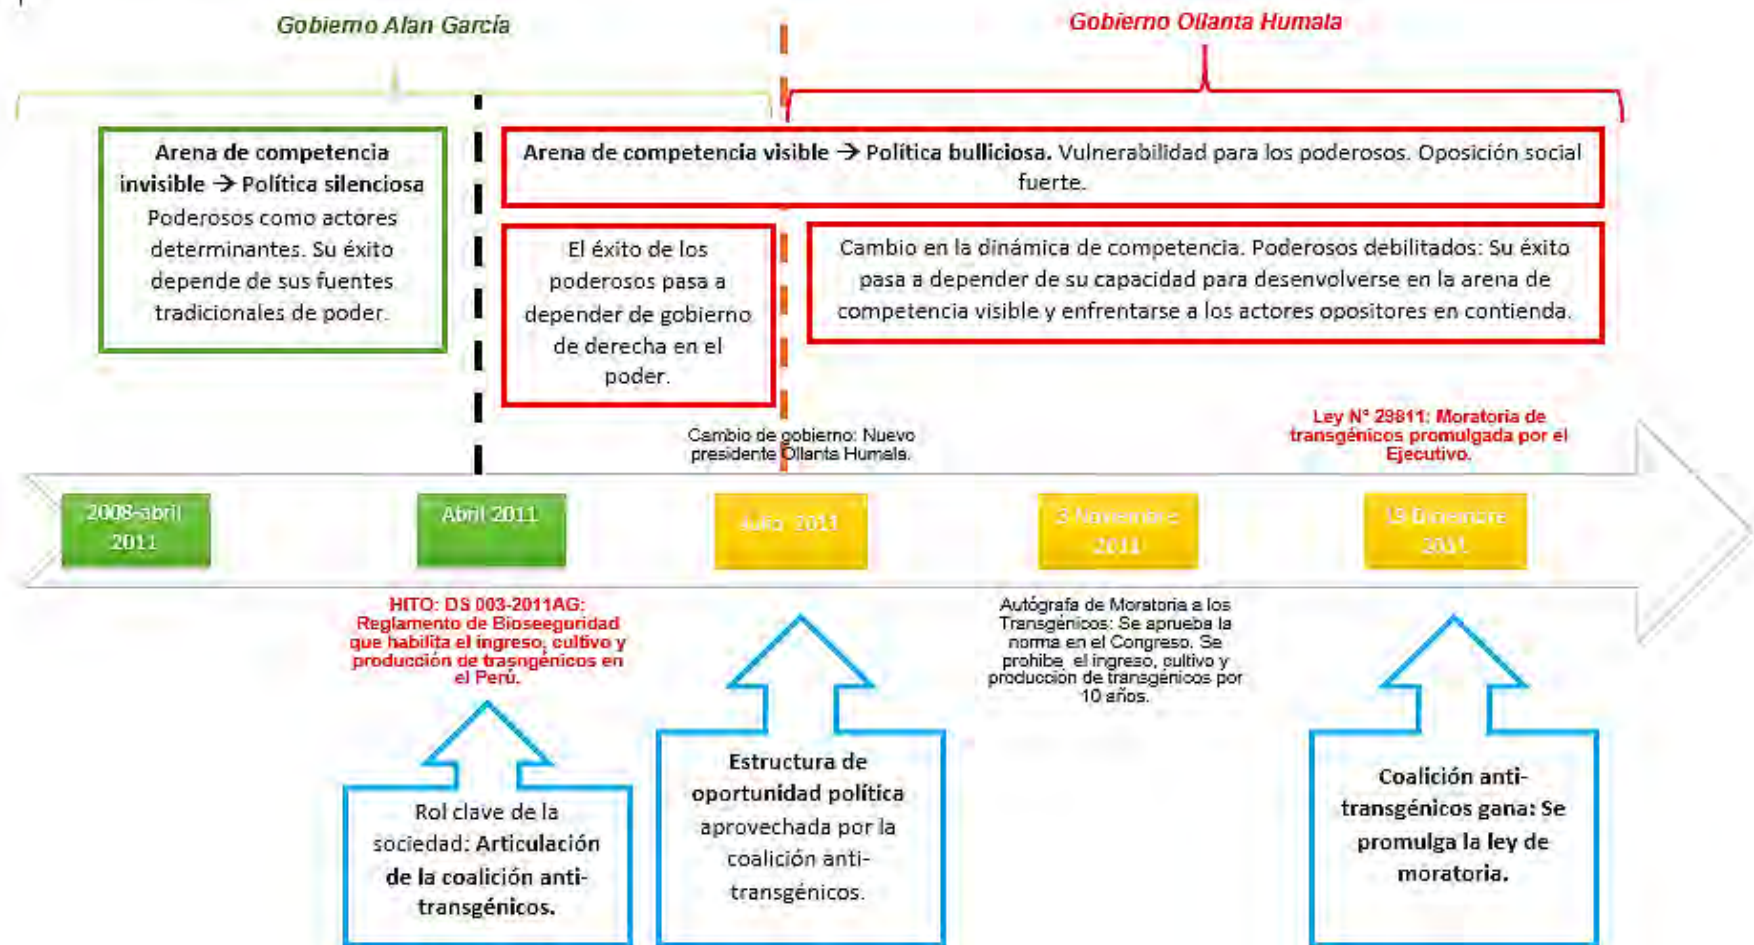 Gobierno Alan García
Gobierno Ollanta Humala
Arena de competencia
invisible → Política silenciosa
Poderosos como actores
determinantes. Su éxito
depende de sus fuentes
tradicionales de poder.
Arena de competencia visible → Política bulliciosa. Vulnerabilidad para los poderosos. Oposición social
fuerte.
El éxito de los
poderosos pasa a
depender de gobierno
de derecha en el
poder.
Cambio en la dinámica de competencia. Poderosos debilitados: Su éxito
pasa a depender de su capacidad para desenvolverse en la arena de
competencia visible y enfrentarse a los actores opositores en contienda.
Cambio de gobierno: Nuevo
presidente Ollanta Humala.
Ley N° 29811: Moratoria de
transgénicos promulgada por el
Ejecutivo.
2008-abril
2011
Abril 2011
2011
3 Noviembre
2011
Diciembre
2011
HITO: DS 003-2011AG:
Reglamento de Bioseeguridad
que habilita el ingreso, cultivo y
producción de trasngénicos en
el Perú.
Autógrafa de Moratoria a los
Transgénicos: Se aprueba la
norma en el Congreso. Se
prohibe el ingreso, cultivo y
producción de transgénicos por
10 años.
Rol clave de la
sociedad: Articulación
de la coalición anti-
transgénicos.
Estructura de
oportunidad política
aprovechada por la
coalición anti-
transgénicos.
Coalición anti-
transgénicos gana: Se
promulga la ley de
moratoria.